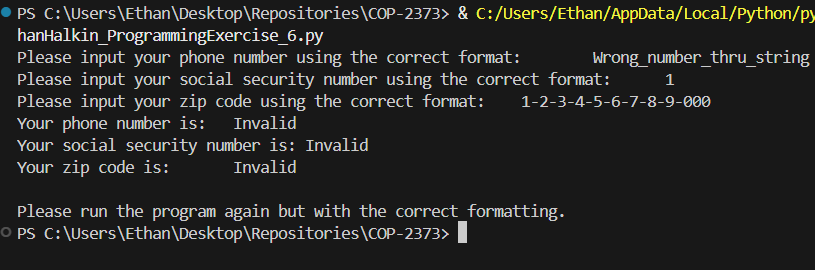 PS C:\Users\Ethan\Desktop\Repositories\COP-2373> & C:/Users/Ethan/AppData/Local/Python/py
hanHalkin_ProgrammingExercise_6.py
Please input your phone number using the correct format:        Wrong_number_thru_string
Please input your social security number using the correct format:      1
Please input your zip code using the correct format:    1-2-3-4-5-6-7-8-9-000
Your phone number is:   Invalid
Your social security number is: Invalid
Your zip code is:       Invalid

Please run the program again but with the correct formatting.
PS C:\Users\Ethan\Desktop\Repositories\COP-2373>